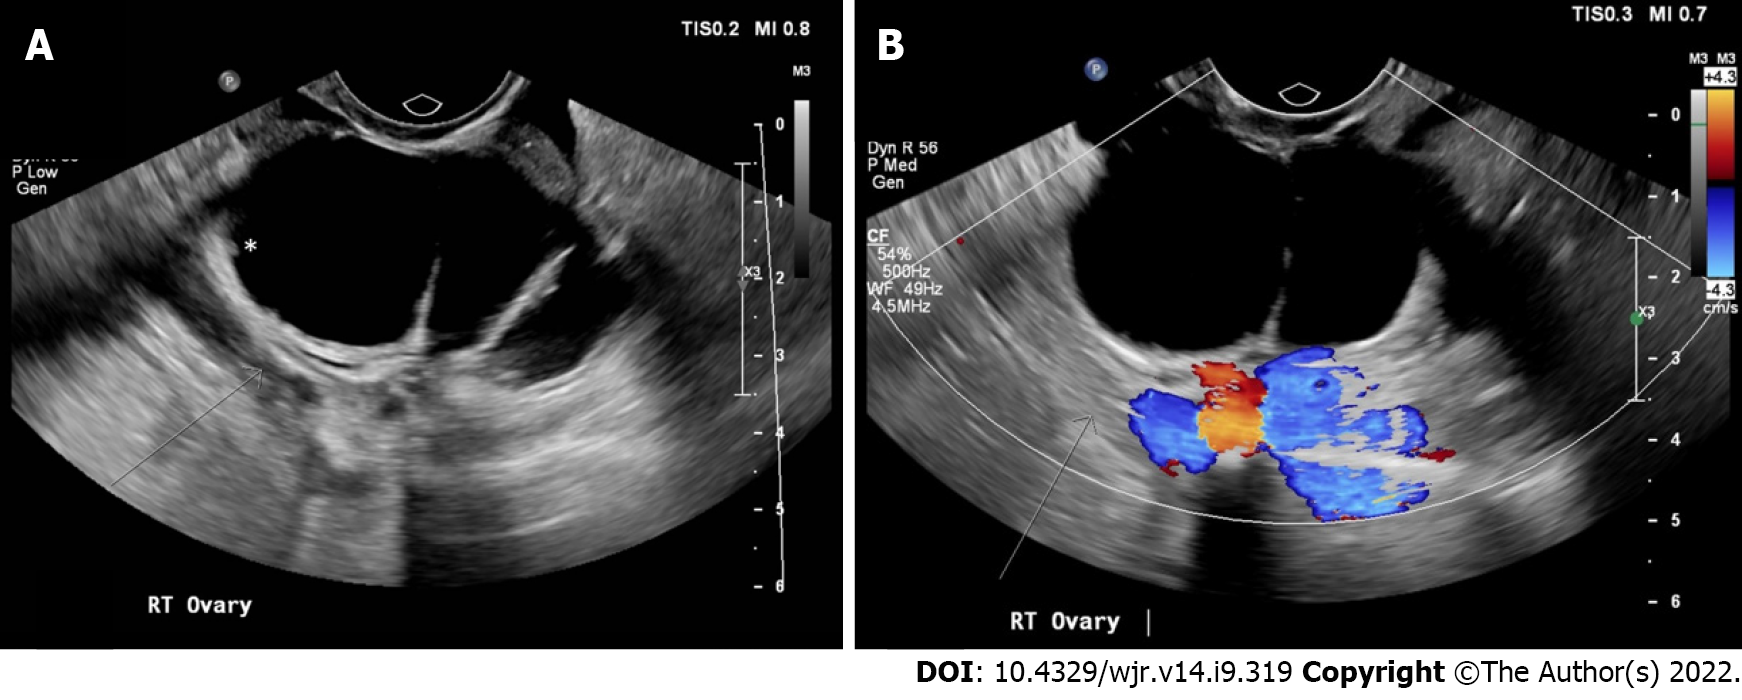 A
TIS0.2 MI 0.8
P
M3
P Low
Gen
*
0
1
X3
2
3
4
5
6
RT Ovary
B
TIS0.3 MI 0.7
P
M3 M3
+4.3
Dyn R 56
P Med
Gen
CF
54%
500Hz
WF 49Hz
4.5MHz
0
1
2
-4.3
cm/s
X3
3
4
5
6
RT Ovary
DOI: 10.4329/wjr.v14.i9.319 Copyright ©The Author(s) 2022.